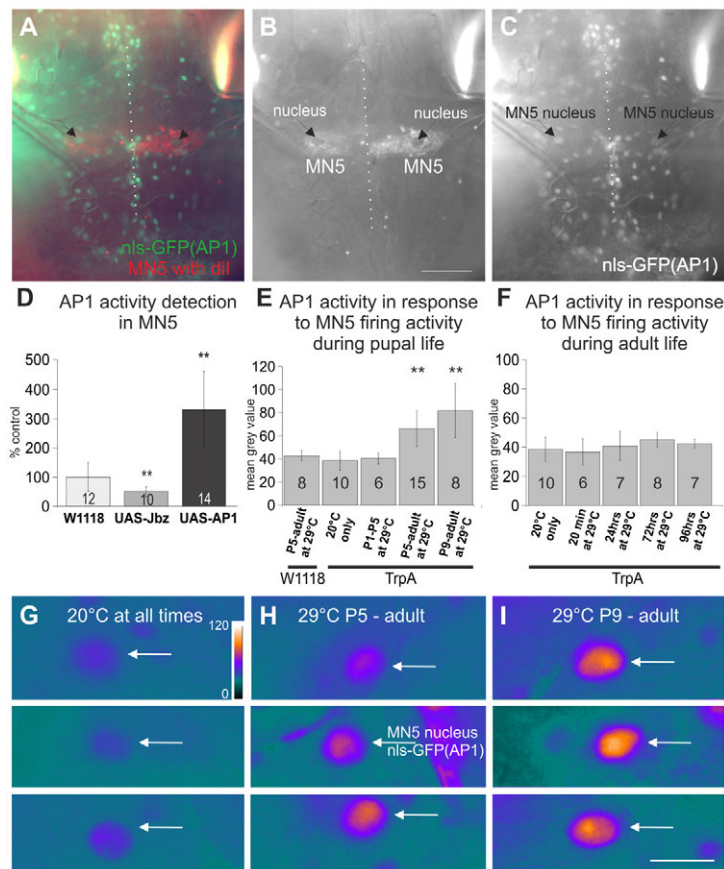 A
B
C
nucleus
nucleus
MN5
MN5
MN5 nucleus
MN5 nucleus
nls-GFP(AP1)
MN5 with diI
nls-GFP(AP1)
D
AP1 activity detection
in MN5
% control
500
400
300
200
100
0
**
**
12
10
14
W1118
UAS-Jbz
UAS-AP1
E
AP1 activity in response
to MN5 firing activity
during pupal life
mean grey value
120
100
80
60
40
20
0
**
**
8
10
6
15
8
P5-adult
at 29°C
20°C
only
P1-P5
at 29°C
P5-adult
at 29°C
P9-adult
at 29°C
W1118
TrpA
F
AP1 activity in response
to MN5 firing activity
during adult life
mean grey value
100
80
60
40
20
0
10
6
7
8
7
20°C
only
20 min
at 29°C
24hrs
at 29°C
72hrs
at 29°C
96hrs
at 29°C
TrpA
G
20°C at all times
120
0
H
29°C P5 - adult
MN5 nucleus
nls-GFP(AP1)
I
29°C P9 - adult